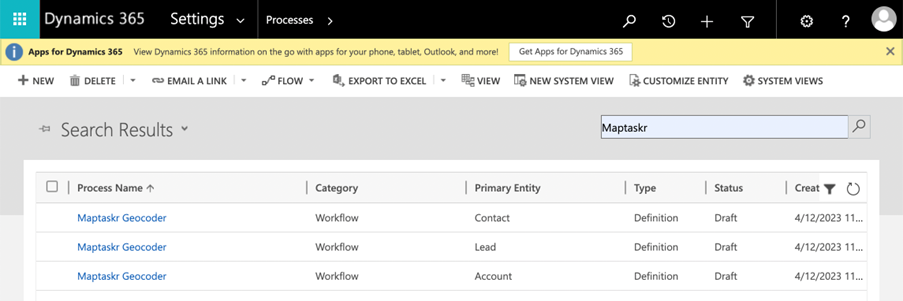 Dynamics 365 Settings Processes
Apps for Dynamics 365 View Dynamics 365 information on the go with apps for your phone, tablet, Outlook, and more! Get Apps for Dynamics 365
NEW DELETE EMAIL A LINK FLOW EXPORT TO EXCEL VIEW NEW SYSTEM VIEW CUSTOMIZE ENTITY SYSTEM VIEWS
Search Results Maptaskr
Process Name Category Primary Entity Type Status Creat
Maptaskr Geocoder Workflow Contact Definition Draft 4/12/2023 11...
Maptaskr Geocoder Workflow Lead Definition Draft 4/12/2023 11...
Maptaskr Geocoder Workflow Account Definition Draft 4/12/2023 11...